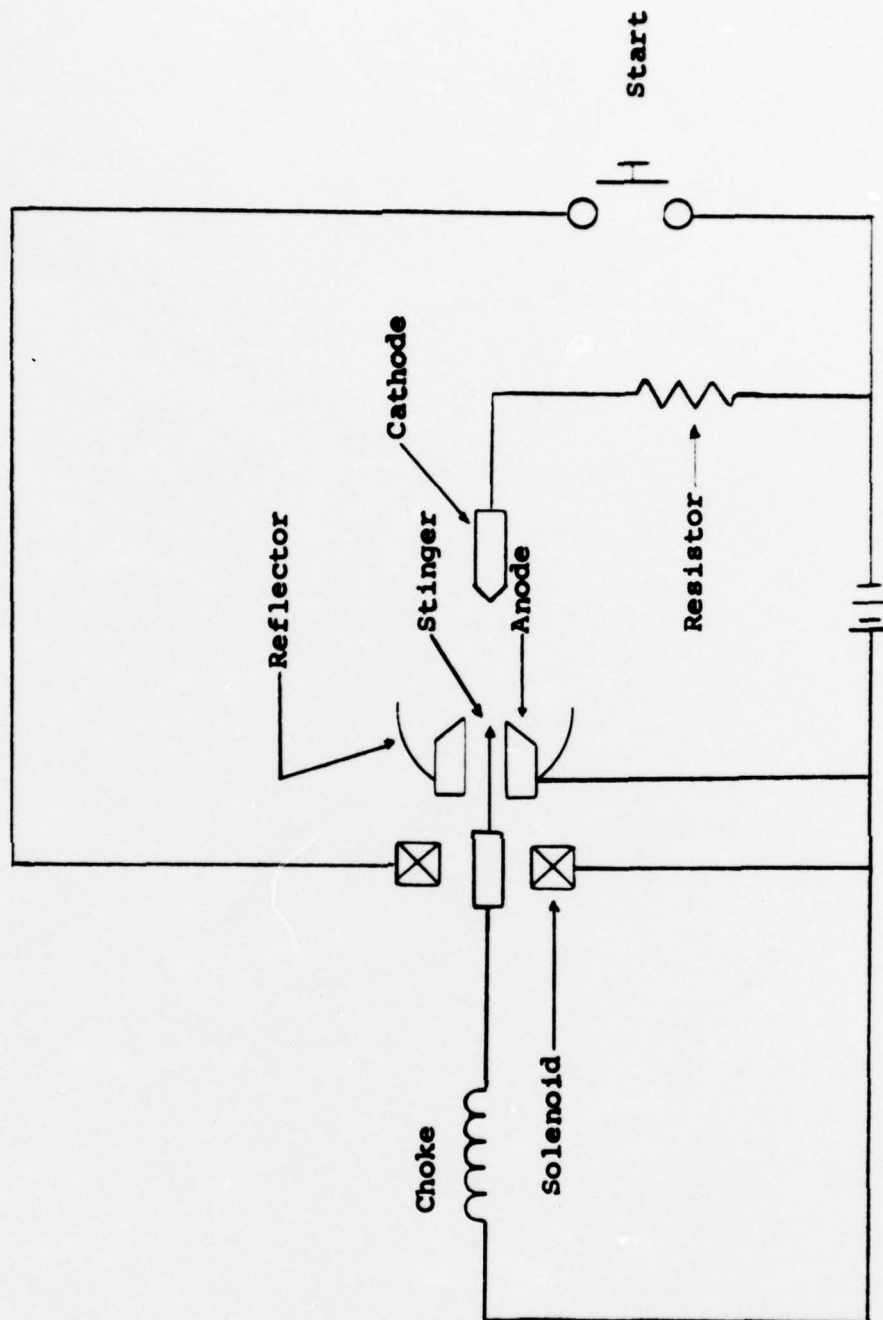 Start
Cathode
Reflector
Stinger
Anode
Resistor
Choke
Solenoid